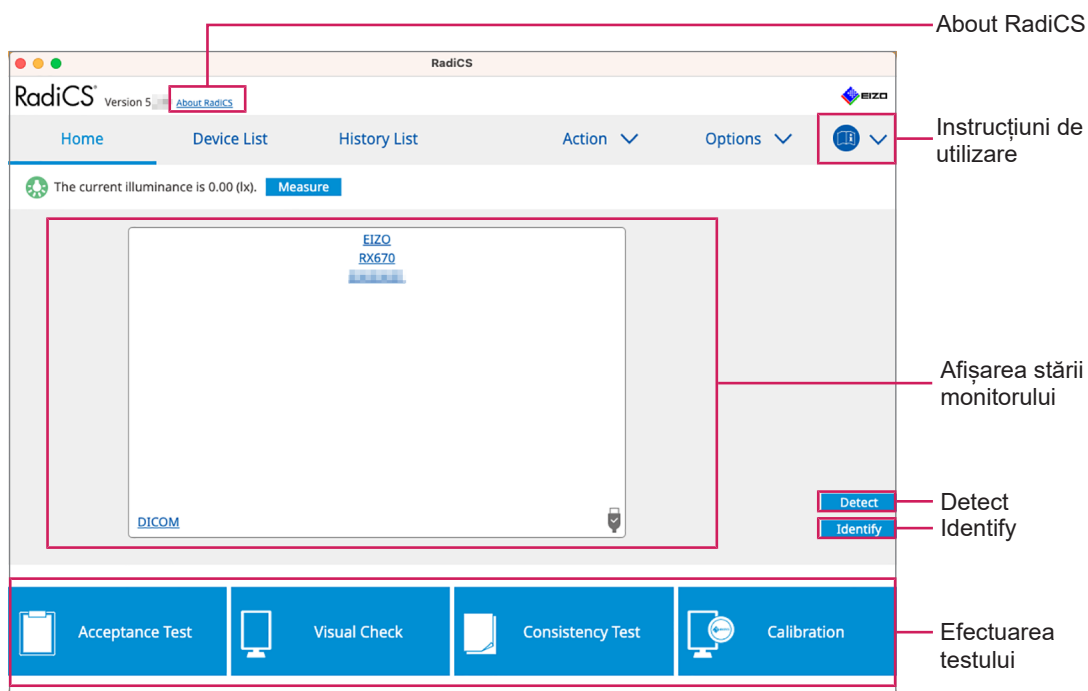 About RadiCS
RadiCS
RadiCS® Version 5. About RadiCS
EIZO
Home Device List History List Action Options
Instrucțiuni de
utilizare
The current illuminance is 0.00 (lx). Measure
EIZO
RX670
Afișarea stării
monitorului
DICOM
Detect
Detect
Identify
Identify
Acceptance Test Visual Check Consistency Test Calibration
Efectuarea
testului